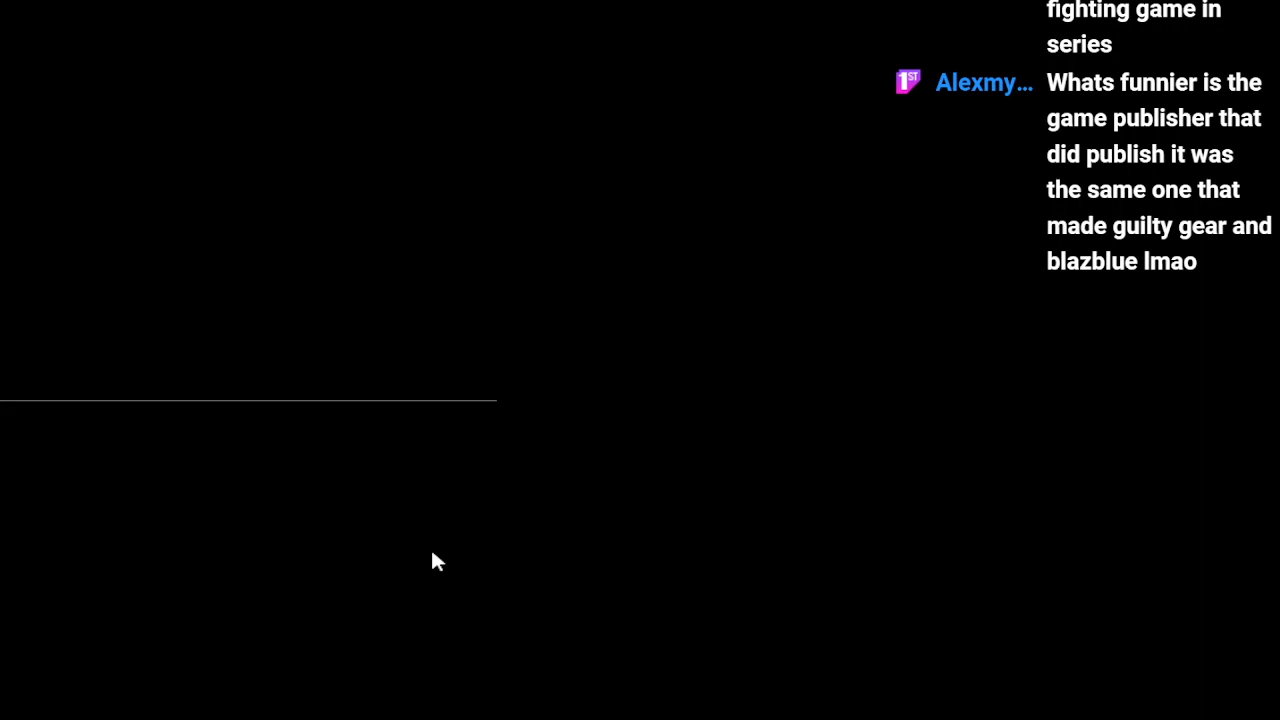 fighting game in
series
1ST Alexmy... Whats funnier is the
game publisher that
did publish it was
the same one that
made guilty gear and
blazblue lmao